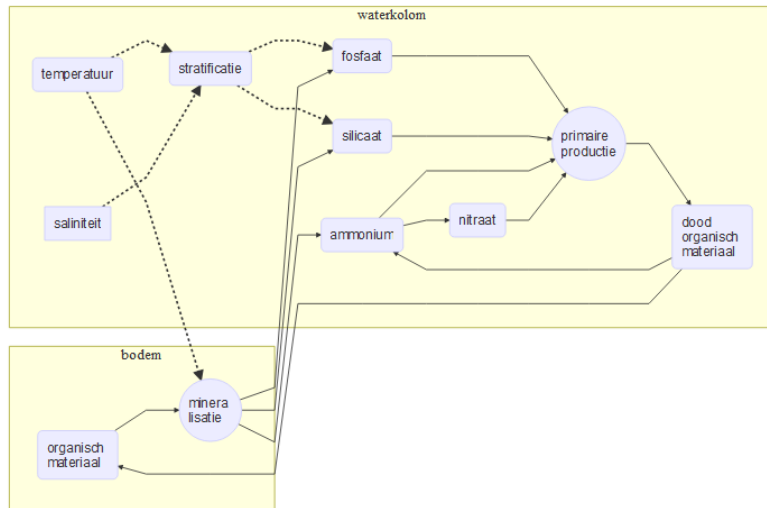 waterkolom
temperatuur
stratificatie
fosfaat
silicaat
primaire
productie
saliniteit
ammonium
nitraat
dood
organisch
materiaal
bodem
minera
lisatie
organisch
materiaal